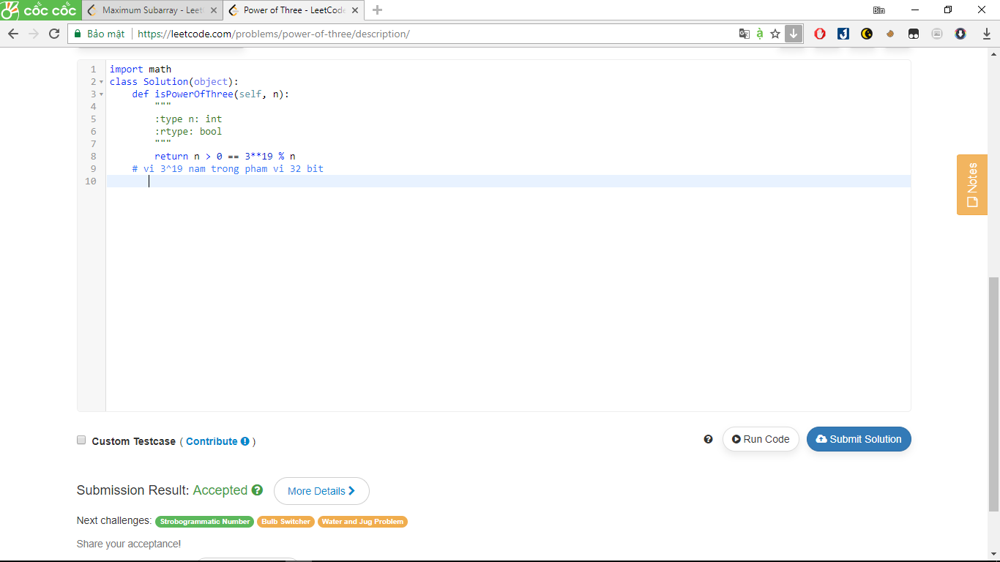 cốc cốc
Maximum Subarray - Leet
Power of Three - LeetCode
Bin
Bảo mật
https://leetcode.com/problems/power-of-three/description/
1 import math
2 class Solution(object):
3 def isPowerOfThree(self, n):
4 """
5 :type n: int
6 :rtype: bool
7 """
8 return n > 0 == 3**19 % n
9 # vi 3^19 nam trong pham vi 32 bit
10
Notes
Custom Testcase ( Contribute )
Run Code
Submit Solution
Submission Result: Accepted
More Details
Next challenges: Strobogrammatic Number Bulb Switcher Water and Jug Problem
Share your acceptance!